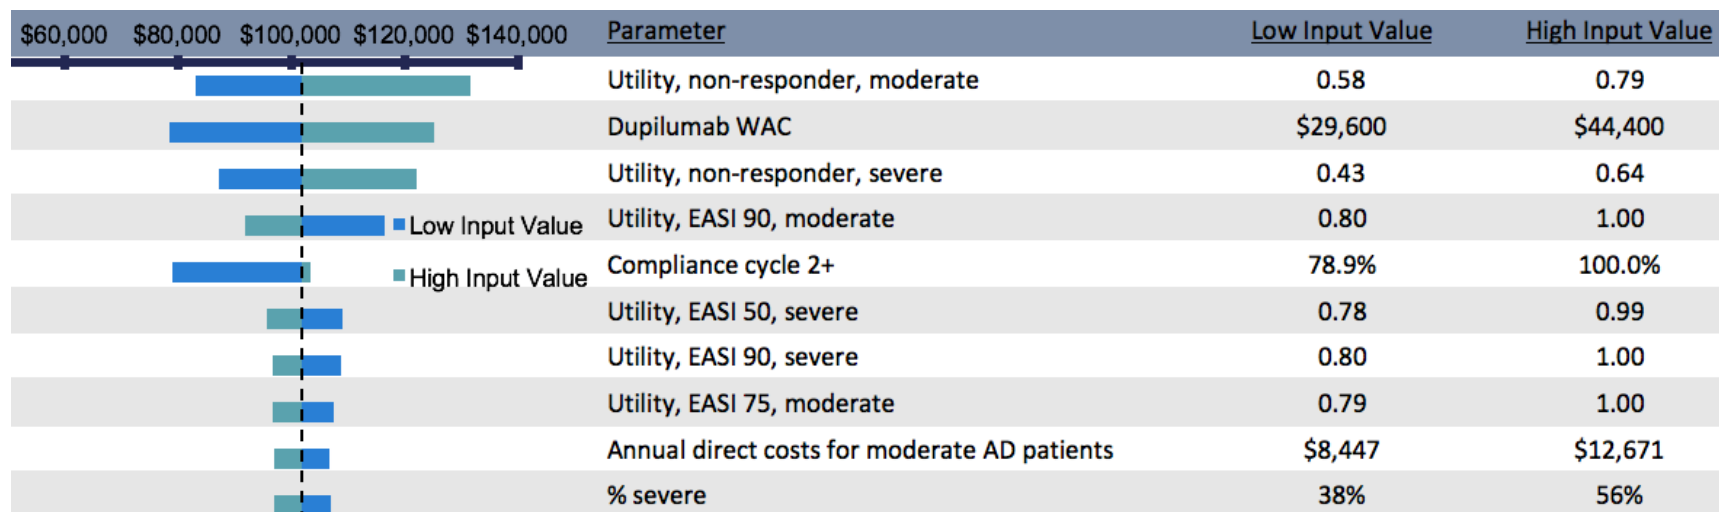 $60,000 $80,000 $100,000 $120,000 $140,000 Parameter Low Input Value High Input Value
Utility, non-responder, moderate 0.58 0.79
Dupilumab WAC $29,600 $44,400
Utility, non-responder, severe 0.43 0.64
Low Input Value Utility, EASI 90, moderate 0.80 1.00
High Input Value Compliance cycle 2+ 78.9% 100.0%
Utility, EASI 50, severe 0.78 0.99
Utility, EASI 90, severe 0.80 1.00
Utility, EASI 75, moderate 0.79 1.00
Annual direct costs for moderate AD patients $8,447 $12,671
% severe 38% 56%